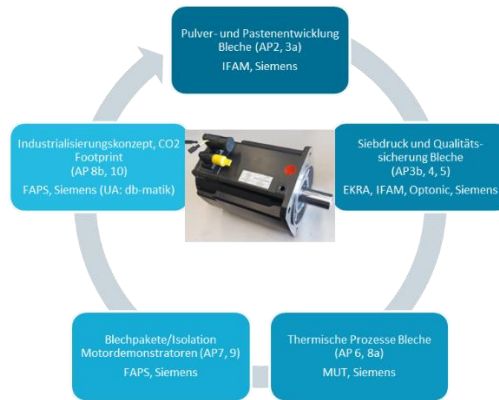 Pulver- und Pastenentwicklung
Bleche (AP2, 3a)
IFAM, Siemens
Siebdruck und Qualitäts-
sicherung Bleche
(AP3b, 4, 5)
EKRA, IFAM, Optonic, Siemens
Thermische Prozesse Bleche
(AP 6, 8a)
MUT, Siemens
Blechpakete/Isolation
Motordemonstratoren (AP7, 9)
FAPS, Siemens
Industrialisierungskonzept, CO2
Footprint
(AP 8b, 10)
FAPS, Siemens (UA: db-matik)